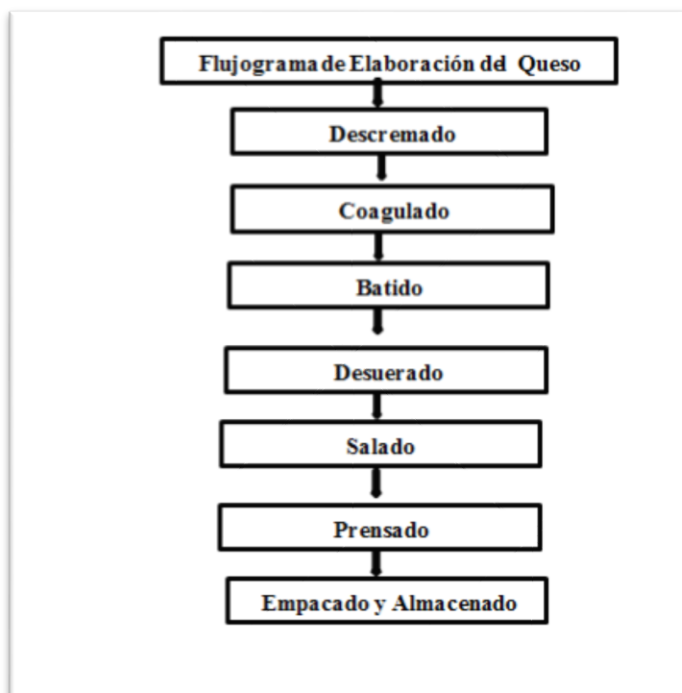 Flujograma de Elaboración del Queso
Descremado
Coagulado
Batido
Desuerado
Salado
Prensado
Empacado y Almacenado